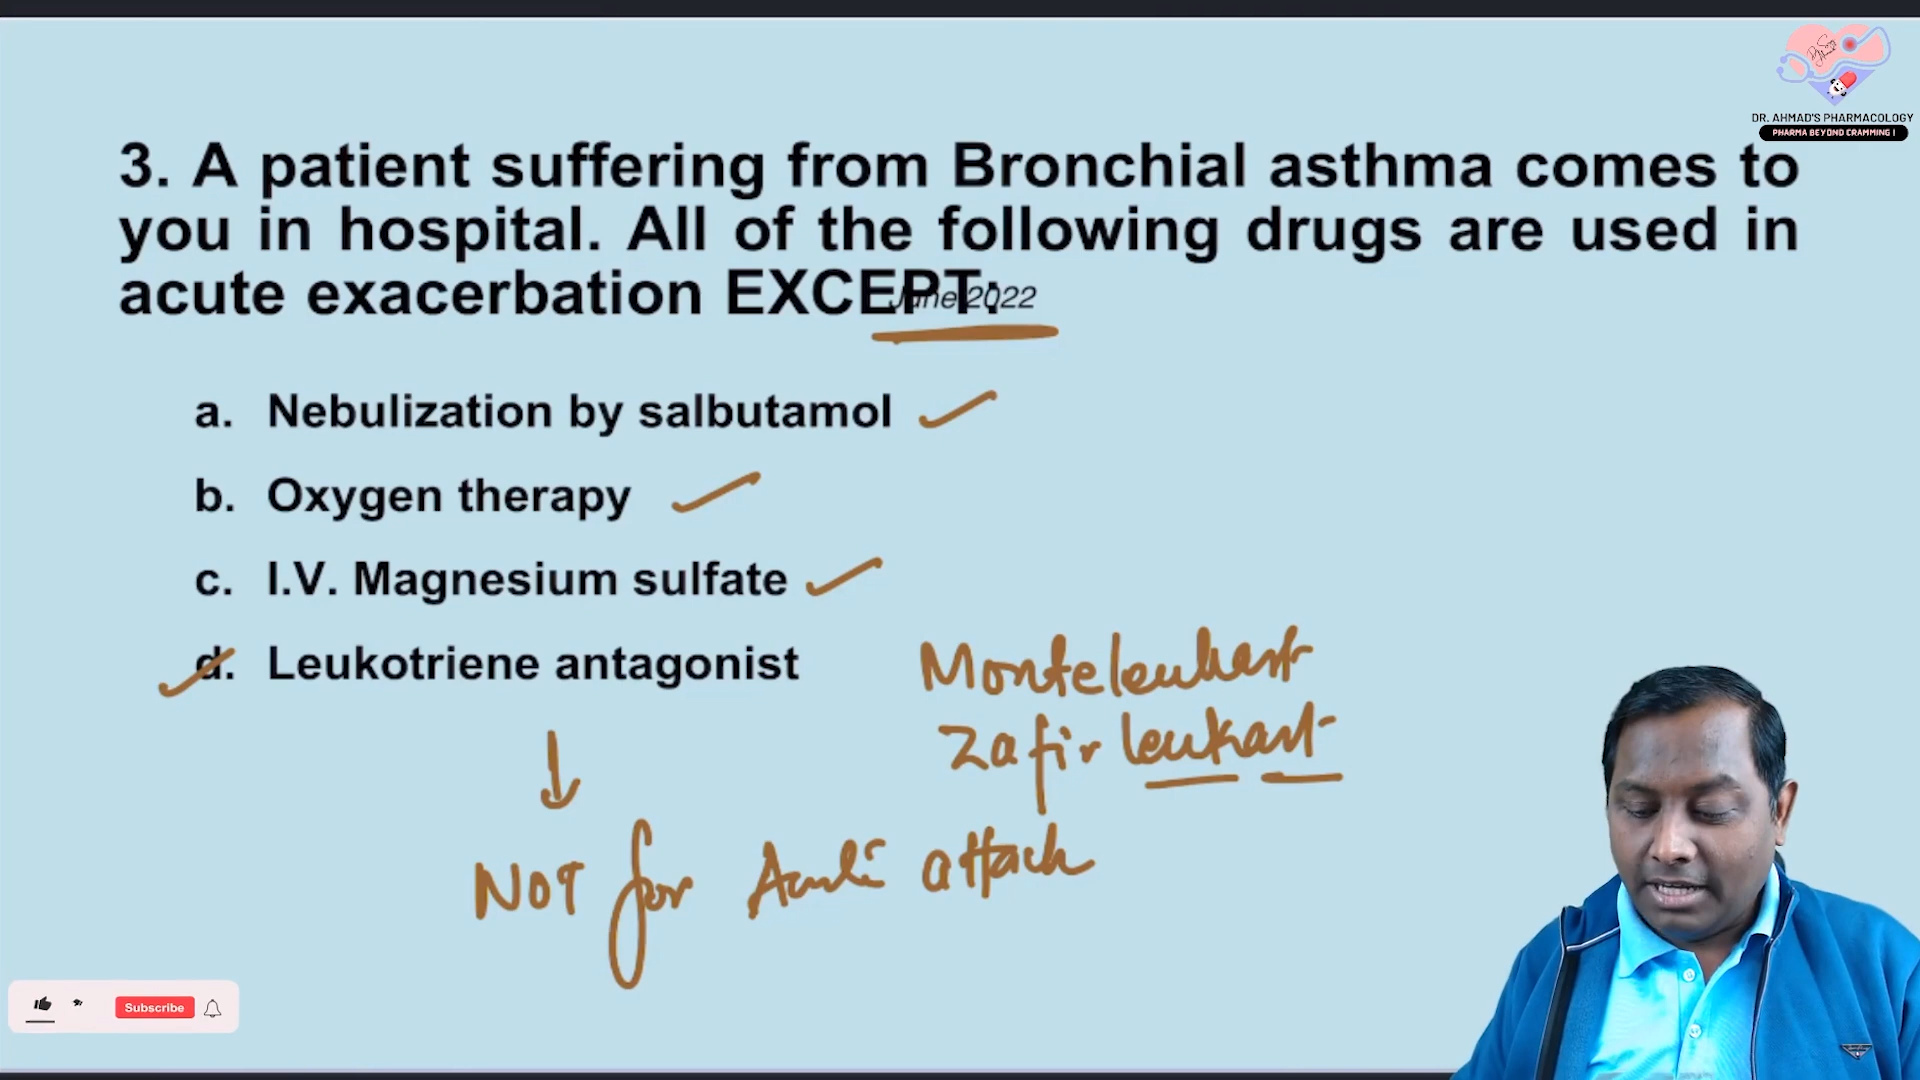 DR. AHMAD'S PHARMACOLOGY
PHARMA BEYOND CRAMMING !
3. A patient suffering from Bronchial asthma comes to
you in hospital. All of the following drugs are used in
acute exacerbation EXCEPT:
June 2022
a. Nebulization by salbutamol
b. Oxygen therapy
c. I.V. Magnesium sulfate
d. Leukotriene antagonist
Monteleukast
Zafirleukast
NOT for Acute attack
Subscribe